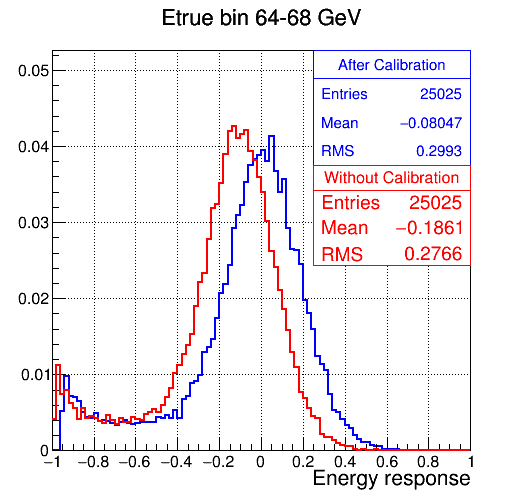 Etrue bin 64-68 GeV
After Calibration
Entries 25025
Mean −0.08047
RMS 0.2993
Without Calibration
Entries 25025
Mean −0.1861
RMS 0.2766
0.05
0.04
0.03
0.02
0.01
0
−1 −0.8 −0.6 −0.4 −0.2 0 0.2 0.4 0.6 0.8 1
Energy response